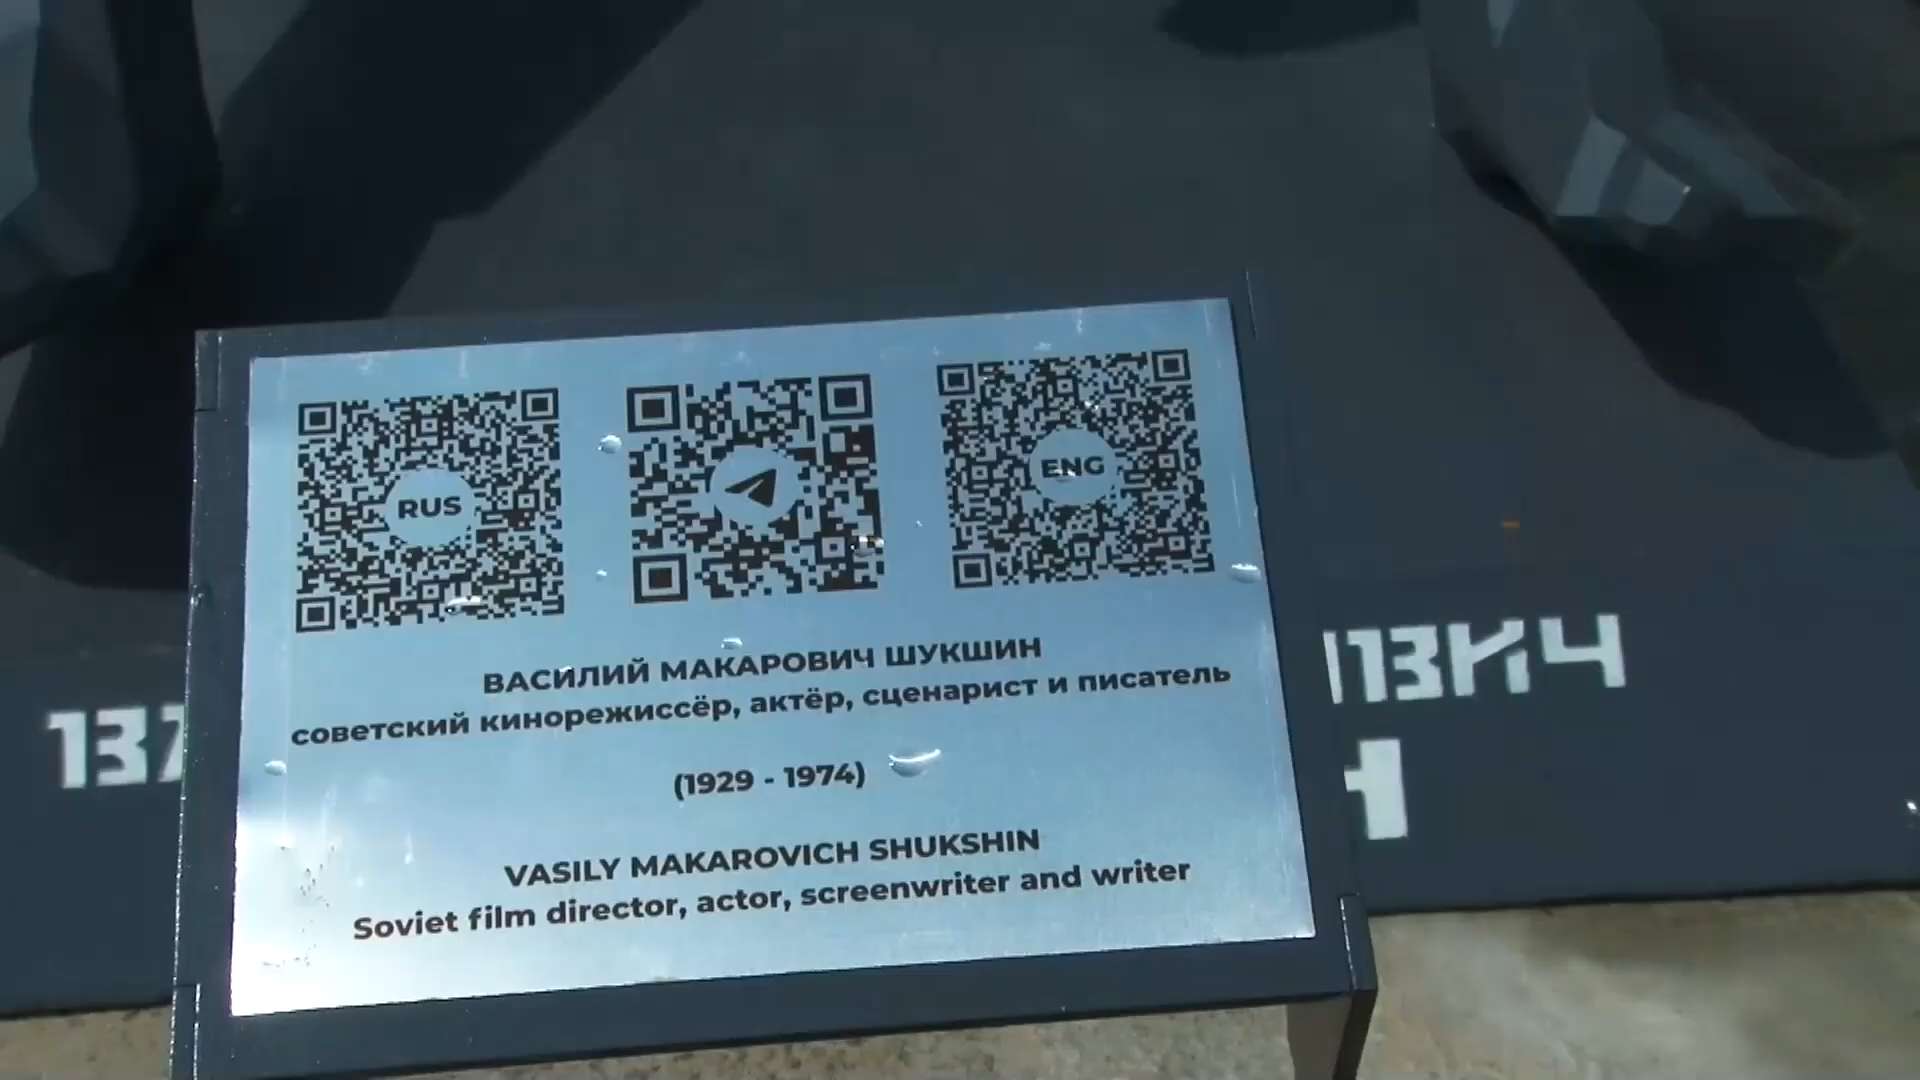 RUS
ENG
ВАСИЛИЙ МАКАРОВИЧ ШУКШИН
советский кинорежиссёр, актёр, сценарист и писатель
(1929 - 1974)
VASILY MAKAROVICH SHUKSHIN
Soviet film director, actor, screenwriter and writer